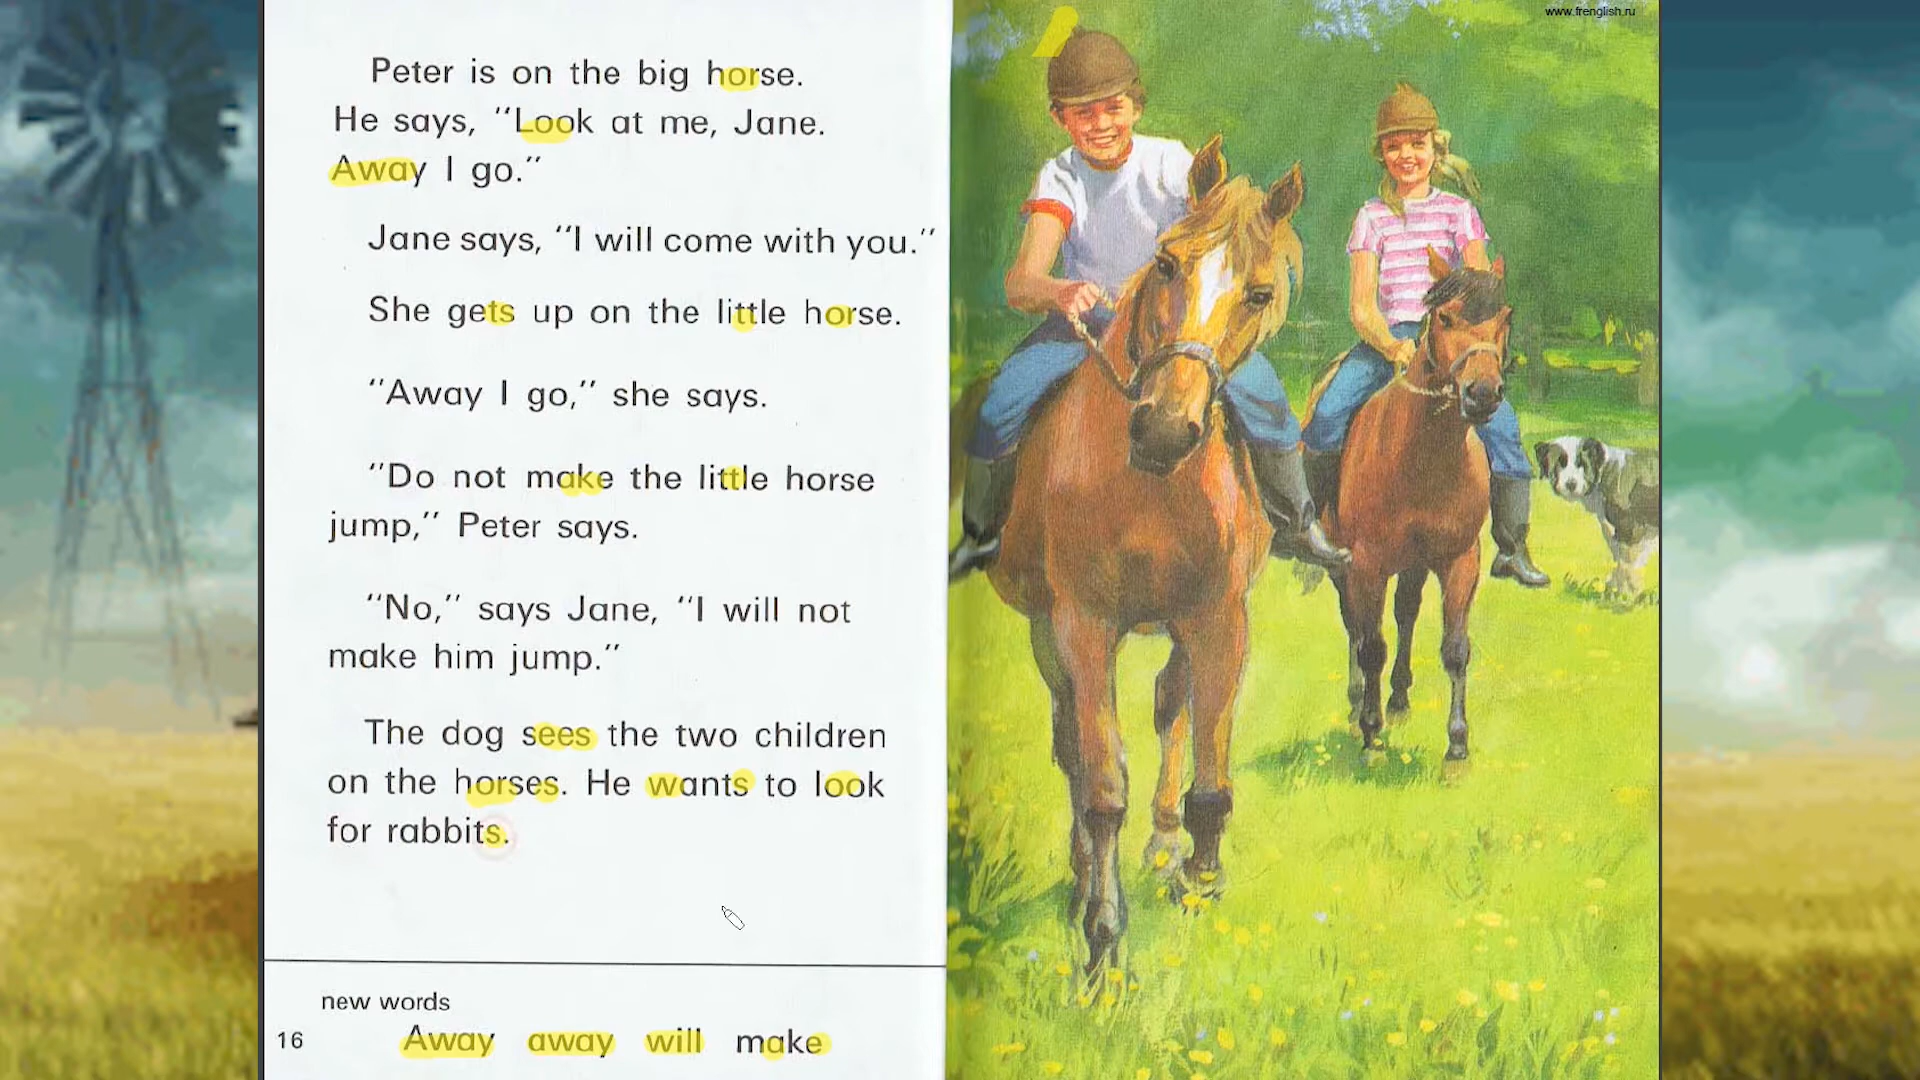 Peter is on the big horse.
He says, "Look at me, Jane.
Away I go."
Jane says, "I will come with you."
She gets up on the little horse.
"Away I go," she says.
"Do not make the little horse
jump," Peter says.
"No," says Jane, "I will not
make him jump."
The dog sees the two children
on the horses. He wants to look
for rabbits.
new words
16 Away away will make
www.frenglish.ru